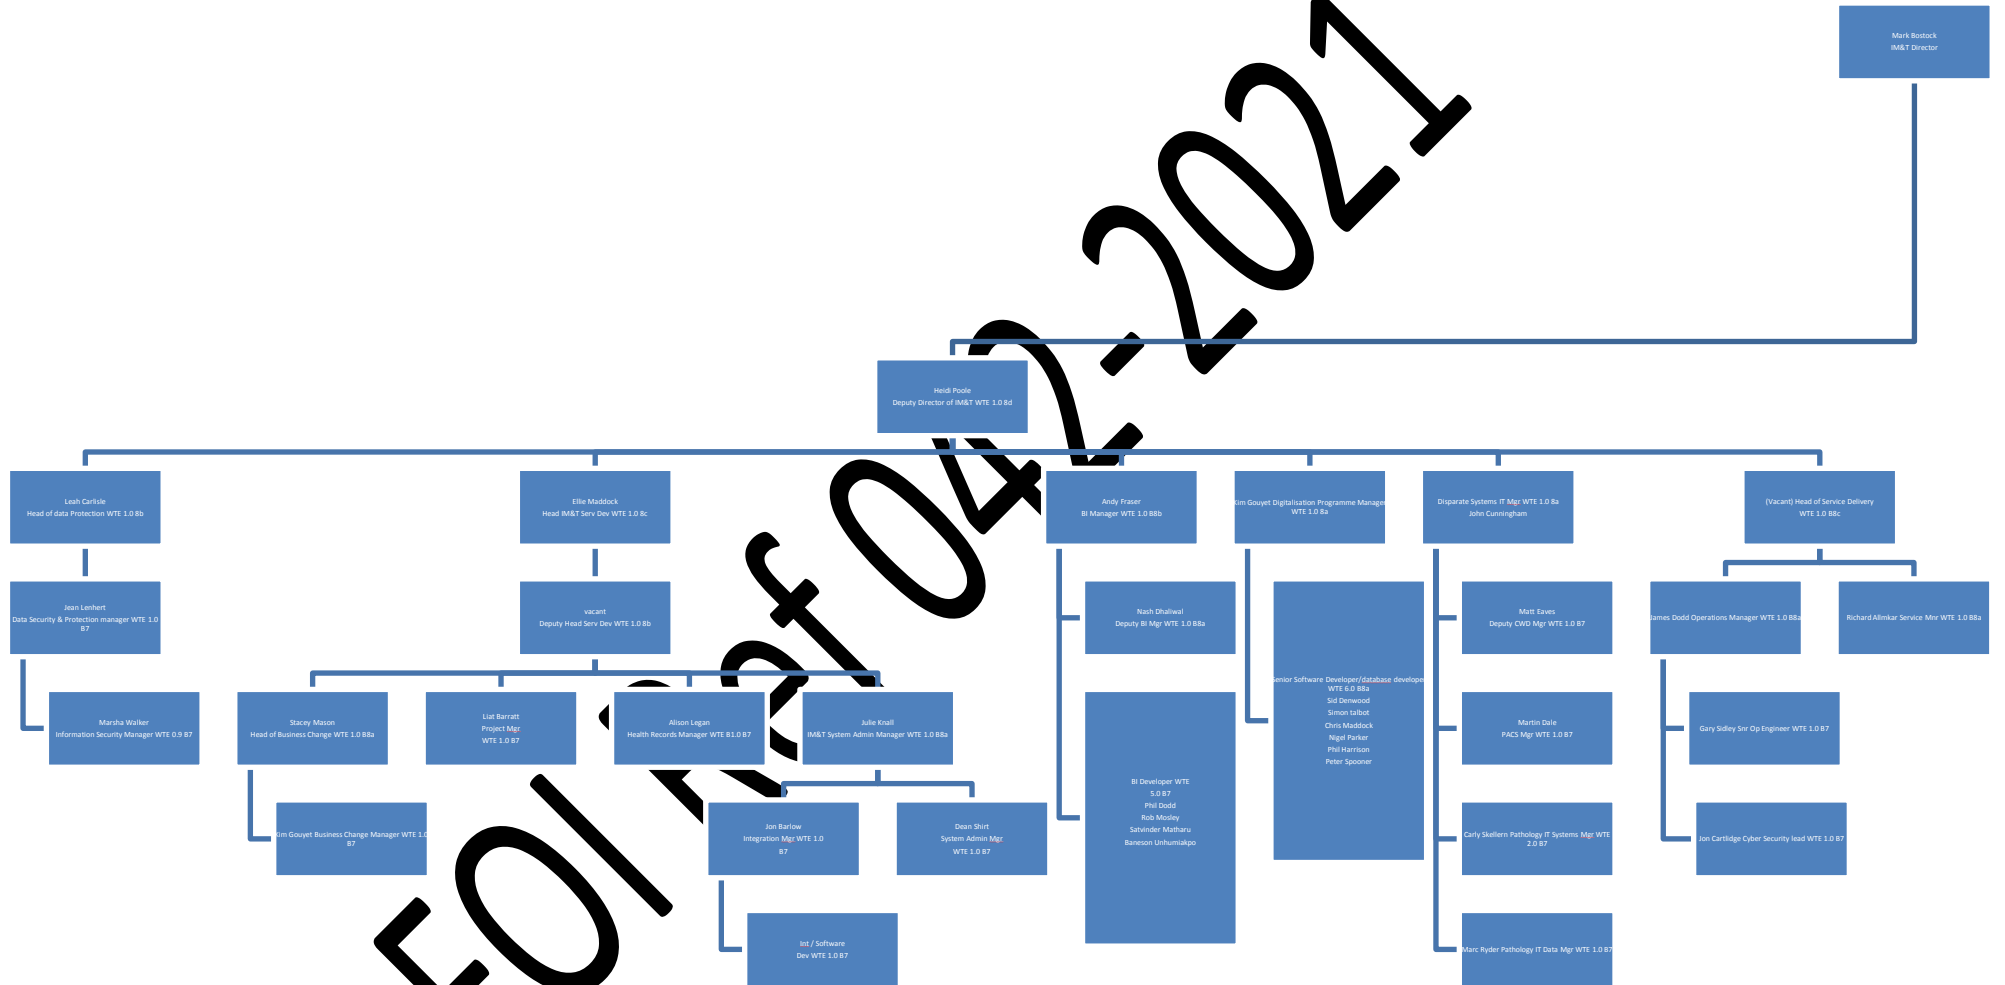 Mark Bostock
IM&T Director
Heidi Poole
Deputy Director of IM&T WTE 1.0 8d
Leah Carlisle
Head of data Protection WTE 1.0 8b
Ellie Maddock
Head IM&T Serv Dev WTE 1.0 8c
Andy Fraser
BI Manager WTE 1.0 B8b
Kim Gouyet Digitalisation Programme Manager
WTE 1.0 8a
Disparate Systems IT Mgr WTE 1.0 8a
John Cunningham
(Vacant) Head of Service Delivery
WTE 1.0 B8c
Jean Lenhert
Data Security & Protection manager WTE 1.0
B7
vacant
Deputy Head Serv Dev WTE 1.0 8b
Nash Dhaliwal
Deputy BI Mgr WTE 1.0 B8a
Senior Software Developer/database developer
WTE 6.0 B8a
Sid Denwood
Simon talbot
Chris Maddock
Nigel Parker
Phil Harrison
Peter Spooner
Matt Eaves
Deputy CWD Mgr WTE 1.0 B7
James Dodd Operations Manager WTE 1.0 B8a
Richard Allmkar Service Mnr WTE 1.0 B8a
Marsha Walker
Information Security Manager WTE 0.9 B7
Stacey Mason
Head of Business Change WTE 1.0 B8a
Liat Barratt
Project Mgr
WTE 1.0 B7
Alison Legan
Health Records Manager WTE B1.0 B7
Julie Knall
IM&T System Admin Manager WTE 1.0 B8a
BI Developer WTE
5.0 B7
Phil Dodd
Rob Mosley
Satvinder Matharu
Baneson Unhumiakpo
Martin Dale
PACS Mgr WTE 1.0 B7
Gary Sidley Snr Op Engineer WTE 1.0 B7
Kim Gouyet Business Change Manager WTE 1.0
B7
Jon Barlow
Integration Mgr WTE 1.0
B7
Dean Shirt
System Admin Mgr
WTE 1.0 B7
Carly Skellern Pathology IT Systems Mgr WTE
2.0 B7
Jon Cartlidge Cyber Security lead WTE 1.0 B7
Int / Software
Dev WTE 1.0 B7
Marc Ryder Pathology IT Data Mgr WTE 1.0 B7
FOI Ref 042-2021